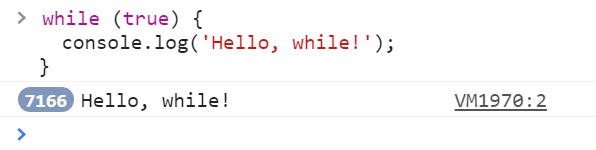 > while (true) {
console.log('Hello, while!');
}
7166 Hello, while! VM1970:2
>